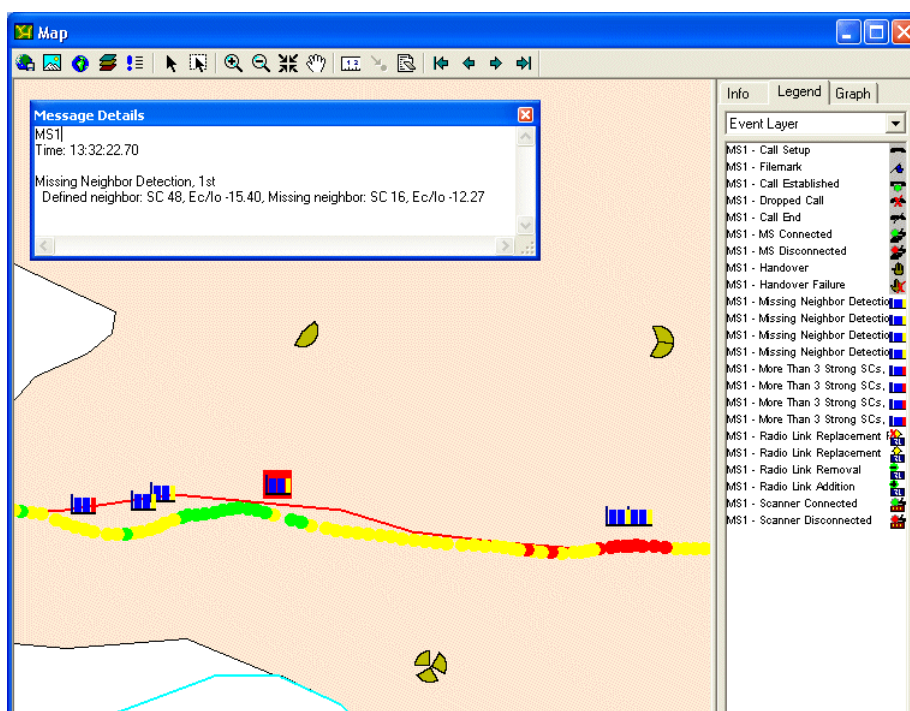 Map
Info Legend Graph
Message Details
MS1
Time: 13:32:22.70
Missing Neighbor Detection, 1st
Defined neighbor: SC 48, Ec/Io -15.40, Missing neighbor: SC 16, Ec/Io -12.27
Event Layer
MS1 - Call Setup
MS1 - Filemark
MS1 - Call Established
MS1 - Dropped Call
MS1 - Call End
MS1 - MS Connected
MS1 - MS Disconnected
MS1 - Handover
MS1 - Handover Failure
MS1 - Missing Neighbor Detectio
MS1 - Missing Neighbor Detectio
MS1 - Missing Neighbor Detectio
MS1 - Missing Neighbor Detectio
MS1 - More Than 3 Strong SCs,
MS1 - More Than 3 Strong SCs,
MS1 - More Than 3 Strong SCs,
MS1 - More Than 3 Strong SCs,
MS1 - Radio Link Replacement F
MS1 - Radio Link Replacement
MS1 - Radio Link Removal
MS1 - Radio Link Addition
MS1 - Scanner Connected
MS1 - Scanner Disconnected